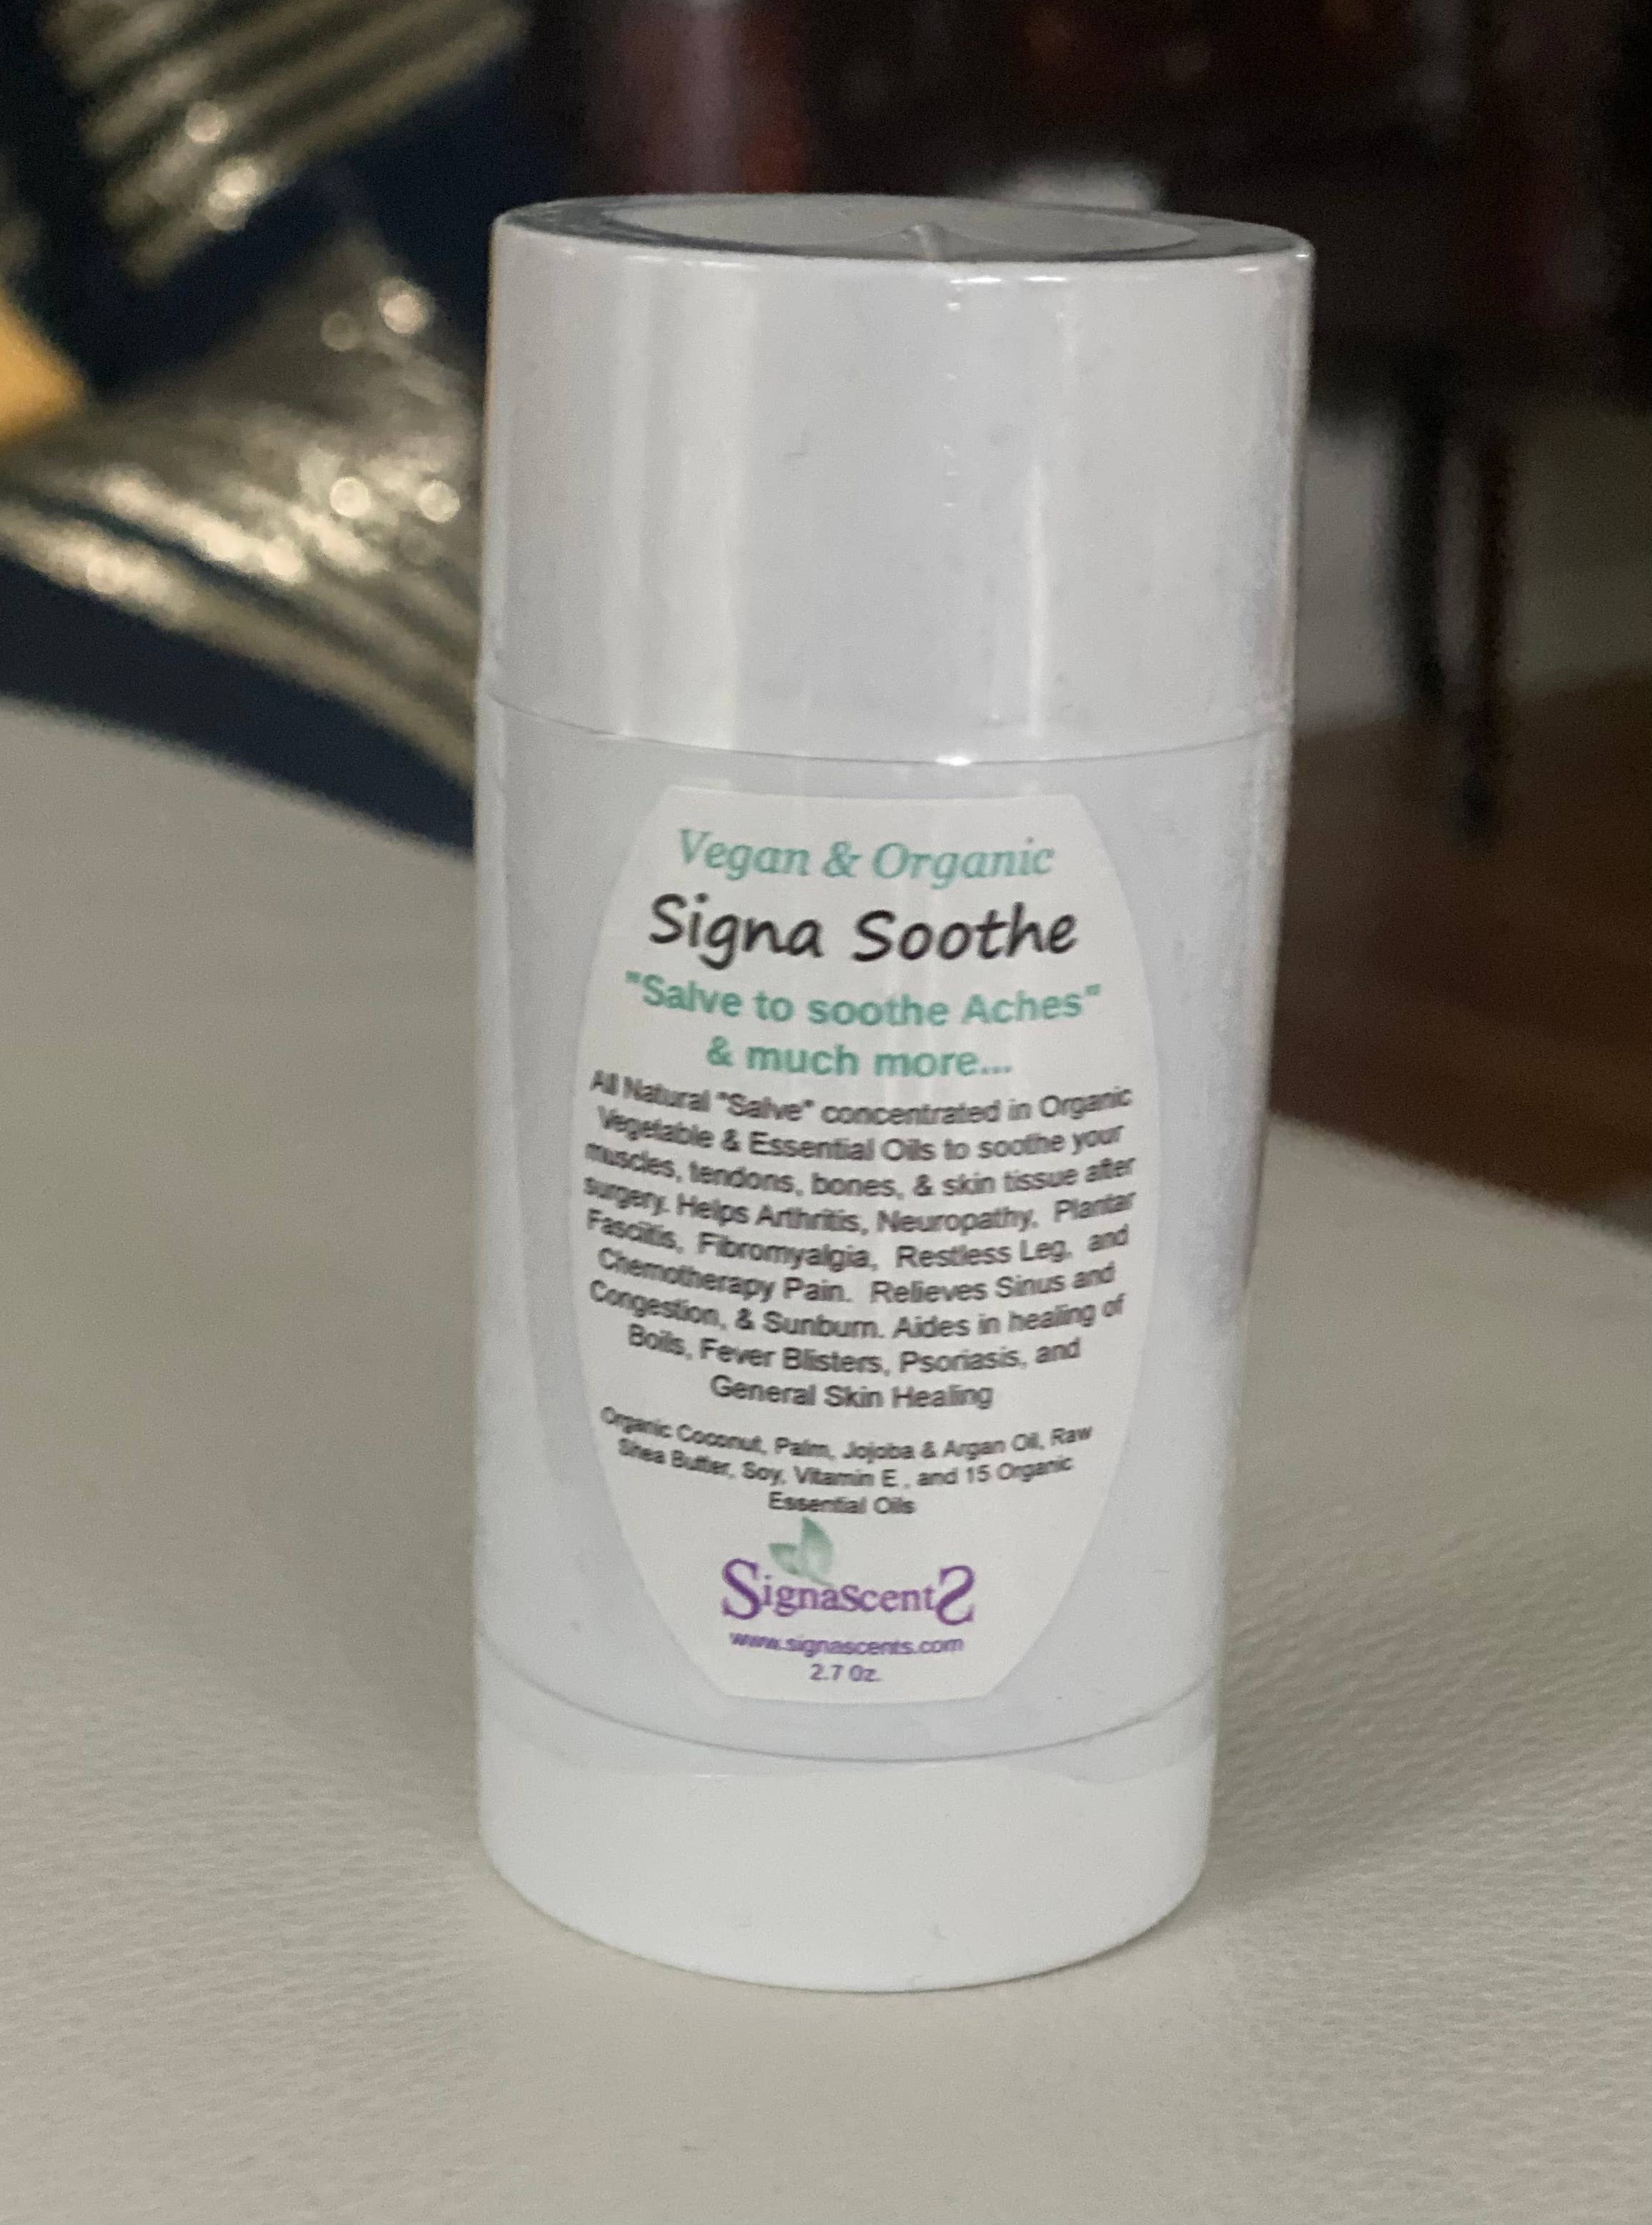 Vegan & Organic
Signa Soothe
"Salve to soothe Aches"
& much more...
All Natural "Salve" concentrated in Organic
Vegetable & Essential Oils to soothe your
muscles, tendons, bones, & skin tissue after
surgery. Helps Arthritis, Neuropathy, Plantar
Fasciitis, Fibromyalgia, Restless Leg, and
Chemotherapy Pain. Relieves Sinus and
Congestion, & Sunburn. Aides in healing of
Boils, Fever Blisters, Psoriasis, and
General Skin Healing
Organic Coconut, Palm, Jojoba & Argan Oil, Raw
Shea Butter, Soy, Vitamin E , and 15 Organic
Essential Oils
SignascentS
www.signascents.com
2.7 Oz.